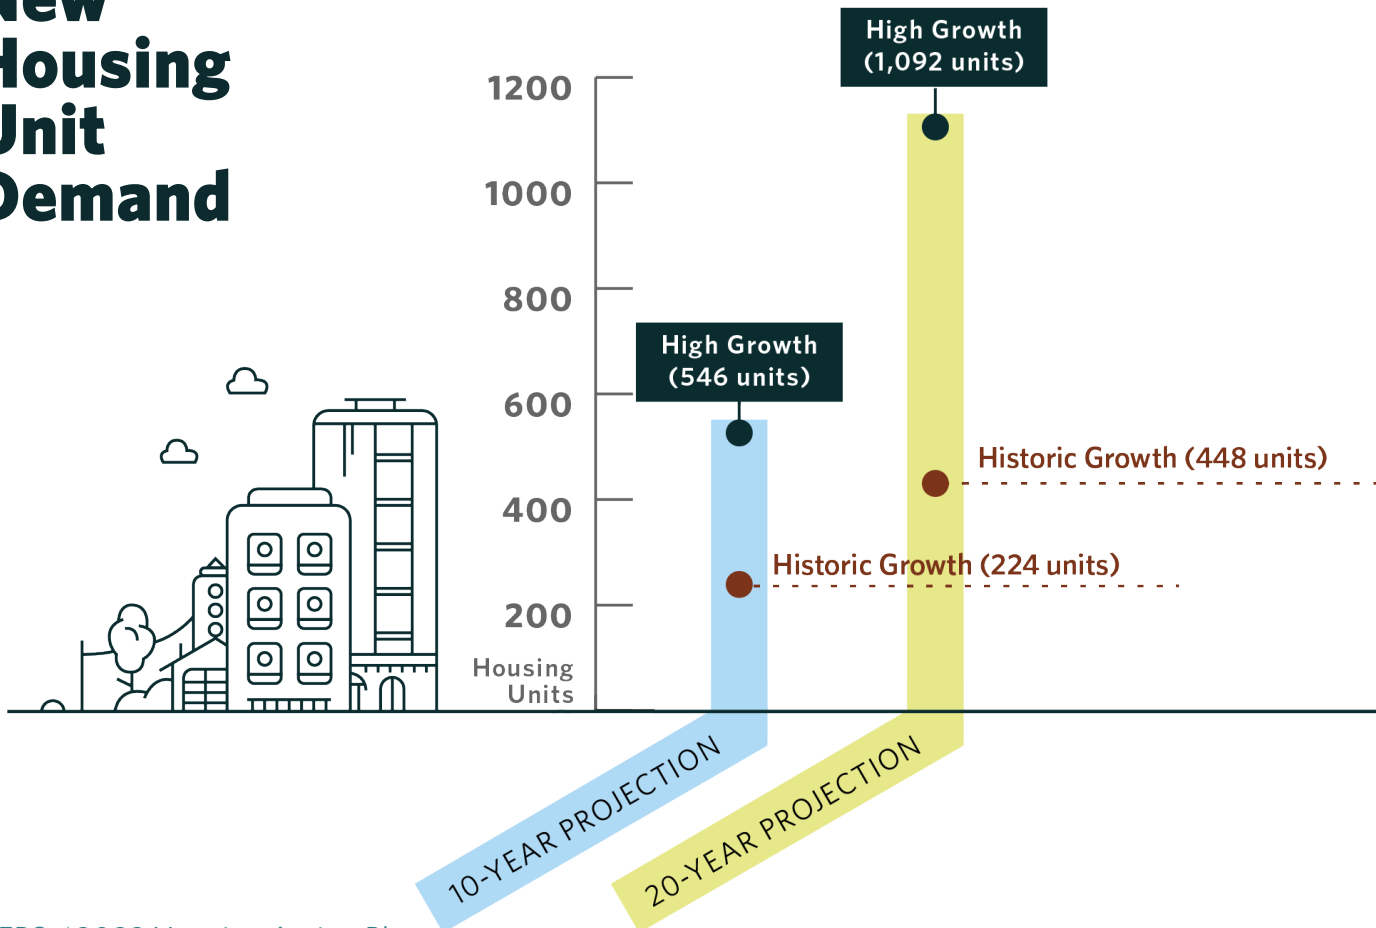 New
Housing
Unit
Demand
High Growth
(1,092 units)
1200
1000
800
High Growth
(546 units)
600
Historic Growth (448 units)
400
Historic Growth (224 units)
200
Housing
Units
10-YEAR PROJECTION
20-YEAR PROJECTION